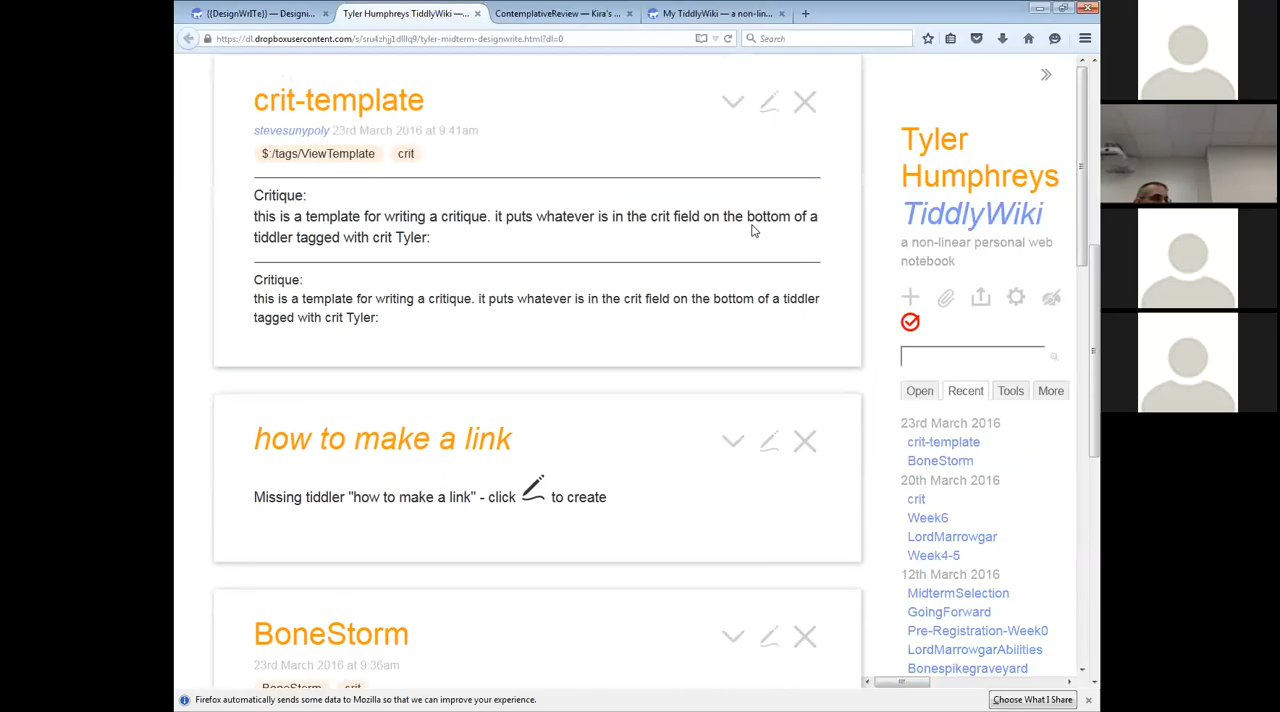 {{DesignWrITe}} — Designi...
Tyler Humphreys TiddlyWiki —...
ContemplativeReview — Kira's ...
My TiddlyWiki — a non-lin...
https://dl.dropboxusercontent.com/s/sru4zhjj1dlllq9/tyler-midterm-designwrite.html?dl=0
Search
crit-template
stevesunypoly 23rd March 2016 at 9:41am
$:/tags/ViewTemplate crit
Critique:
this is a template for writing a critique. it puts whatever is in the crit field on the bottom of a
tiddler tagged with crit Tyler:
Critique:
this is a template for writing a critique. it puts whatever is in the crit field on the bottom of a tiddler
tagged with crit Tyler:
how to make a link
Missing tiddler "how to make a link" - click to create
BoneStorm
23rd March 2016 at 9:36am
BoneStorm crit
Tyler
Humphreys
TiddlyWiki
a non-linear personal web
notebook
Open Recent Tools More
23rd March 2016
crit-template
BoneStorm
20th March 2016
crit
Week6
LordMarrowgar
Week4-5
12th March 2016
MidtermSelection
GoingForward
Pre-Registration-Week0
LordMarrowgarAbilities
Bonespikegraveyard
Firefox automatically sends some data to Mozilla so that we can improve your experience.
Choose What I Share